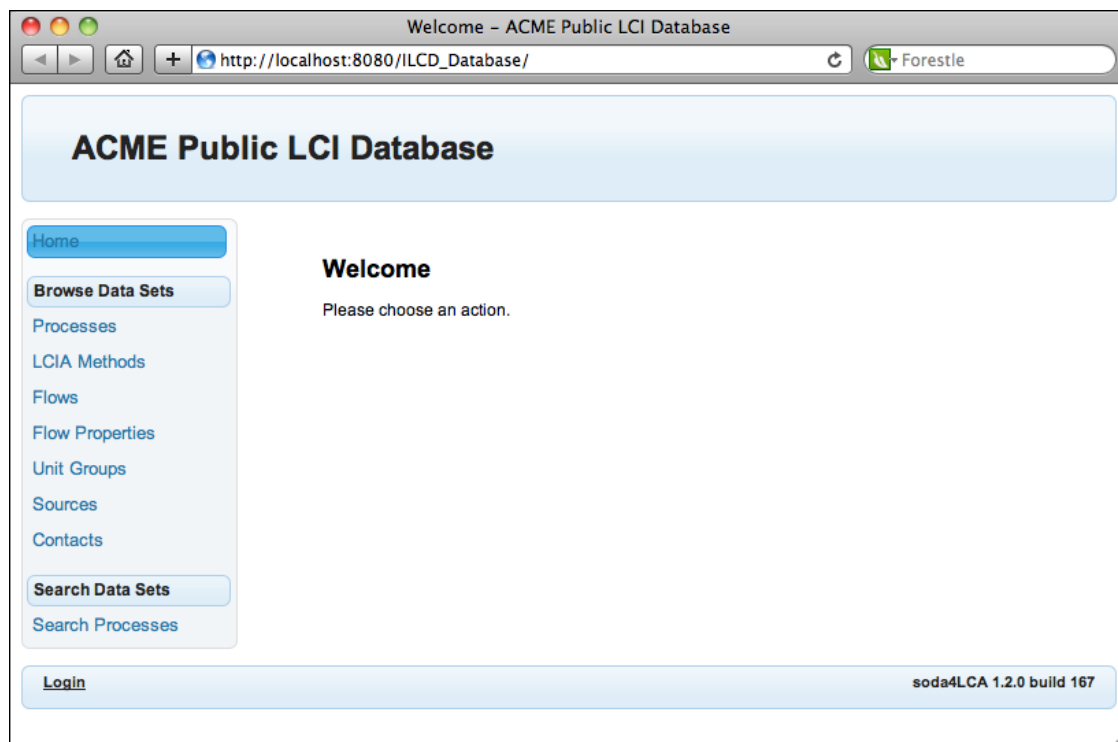 Welcome – ACME Public LCI Database
http://localhost:8080/ILCD_Database/
Forestle
ACME Public LCI Database
Home
Browse Data Sets
Processes
LCIA Methods
Flows
Flow Properties
Unit Groups
Sources
Contacts
Search Data Sets
Search Processes
Welcome
Please choose an action.
Login
soda4LCA 1.2.0 build 167